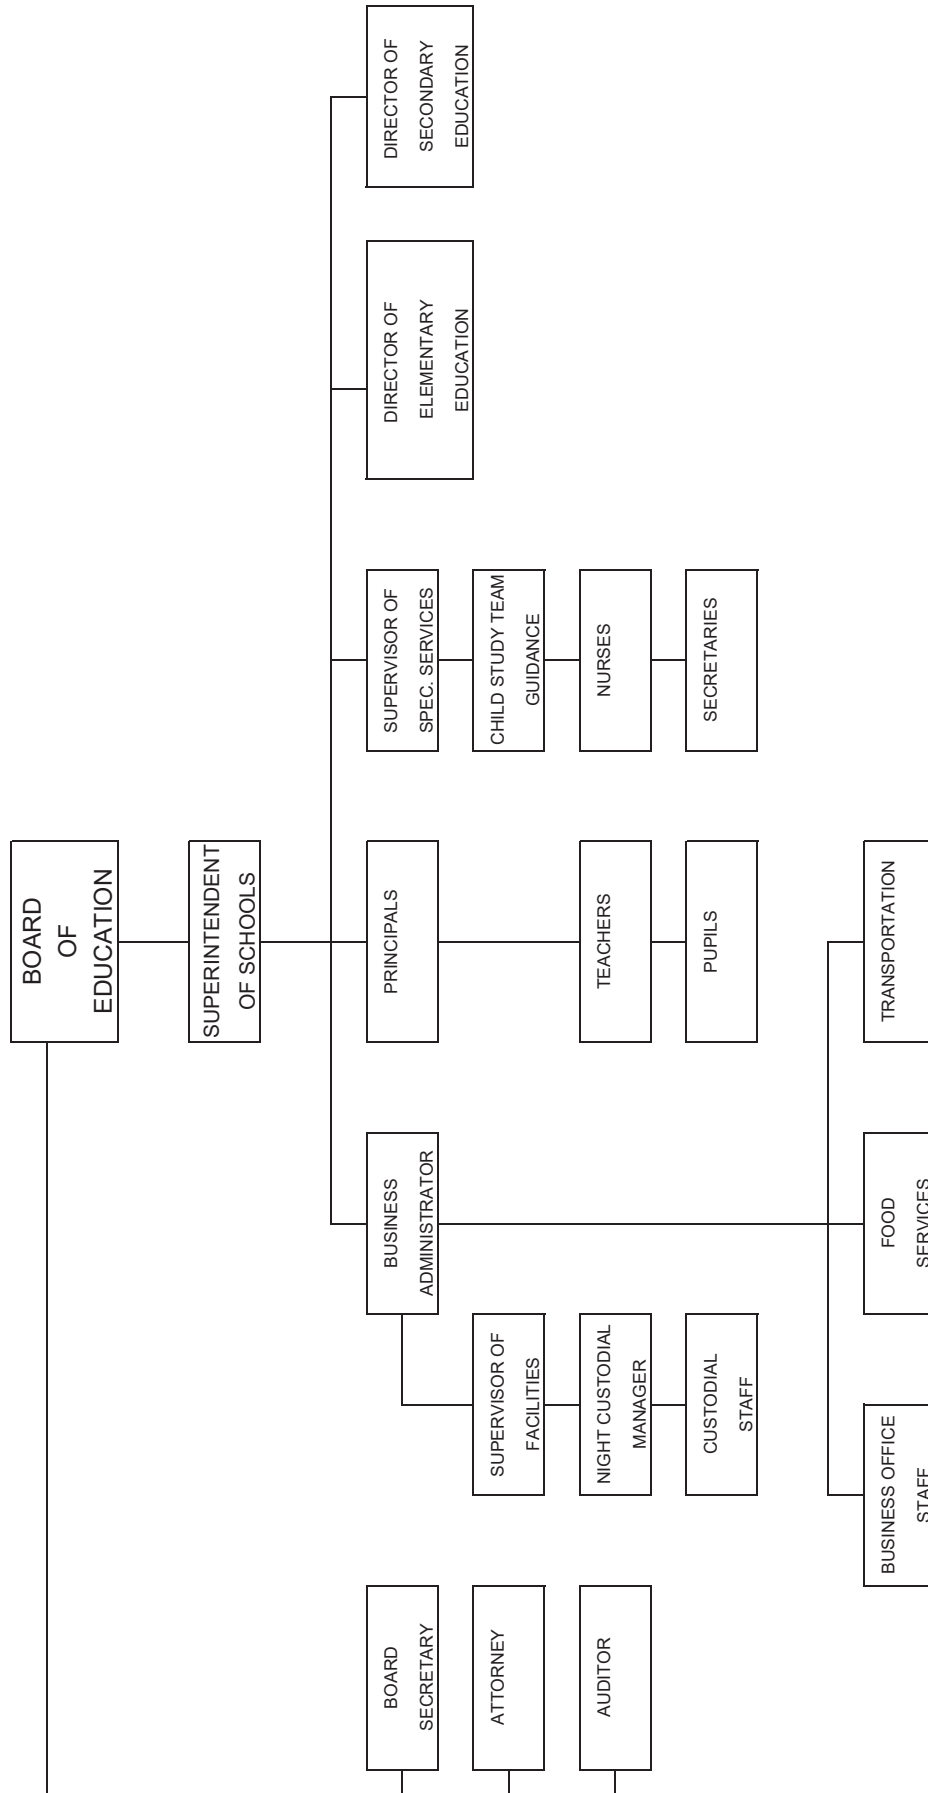 BOARD
OF
EDUCATION
SUPERINTENDENT
OF SCHOOLS
BOARD
SECRETARY
BUSINESS
ADMINISTRATOR
PRINCIPALS
SUPERVISOR OF
SPEC. SERVICES
DIRECTOR OF
ELEMENTARY
EDUCATION
DIRECTOR OF
SECONDARY
EDUCATION
ATTORNEY
SUPERVISOR OF
FACILITIES
CHILD STUDY TEAM
GUIDANCE
AUDITOR
NIGHT CUSTODIAL
MANAGER
TEACHERS
NURSES
CUSTODIAL
STAFF
PUPILS
SECRETARIES
BUSINESS OFFICE
STAFF
FOOD
SERVICES
TRANSPORTATION